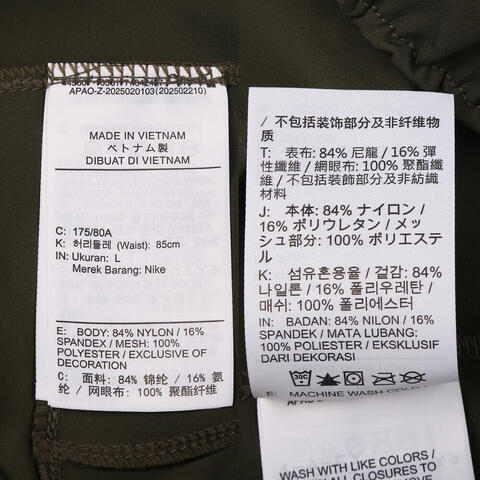 APAO-Z-2025020103 (202502210)
MADE IN VIETNAM
ベトナム製
DIBUAT DI VIETNAM
C: 175/80A
K: 허리둘레 (Waist): 85cm
IN: Ukuran: L
Merek Barang: Nike
E: BODY: 84% NYLON / 16%
SPANDEX / MESH: 100%
POLYESTER / EXCLUSIVE OF
DECORATION
C: 面料: 84% 锦纶 / 16% 氨
纶 / 网眼布: 100% 聚酯纤维
/ 不包括装饰部分及非纤维物
质
T: 表布: 84% 尼龍 / 16% 彈
性纖維 / 網眼布: 100% 聚酯纖
維 / 不包括裝飾部分及非紡織
材料
J: 本体: 84% ナイロン /
16% ポリウレタン / メッ
シュ部分: 100% ポリエステ
ル
K: 섬유혼용율 / 겉감: 84%
나일론 / 16% 폴리우레탄 /
매쉬: 100% 폴리에스터
IN: BADAN: 84% NILON / 16%
SPANDEK / MATA LUBANG:
100% POLIESTER / EKSKLUSIF
DARI DEKORASI
30C
E: MACHINE WASH COLD
WASH WITH LIKE COLORS /
ALL CLOSURES TO